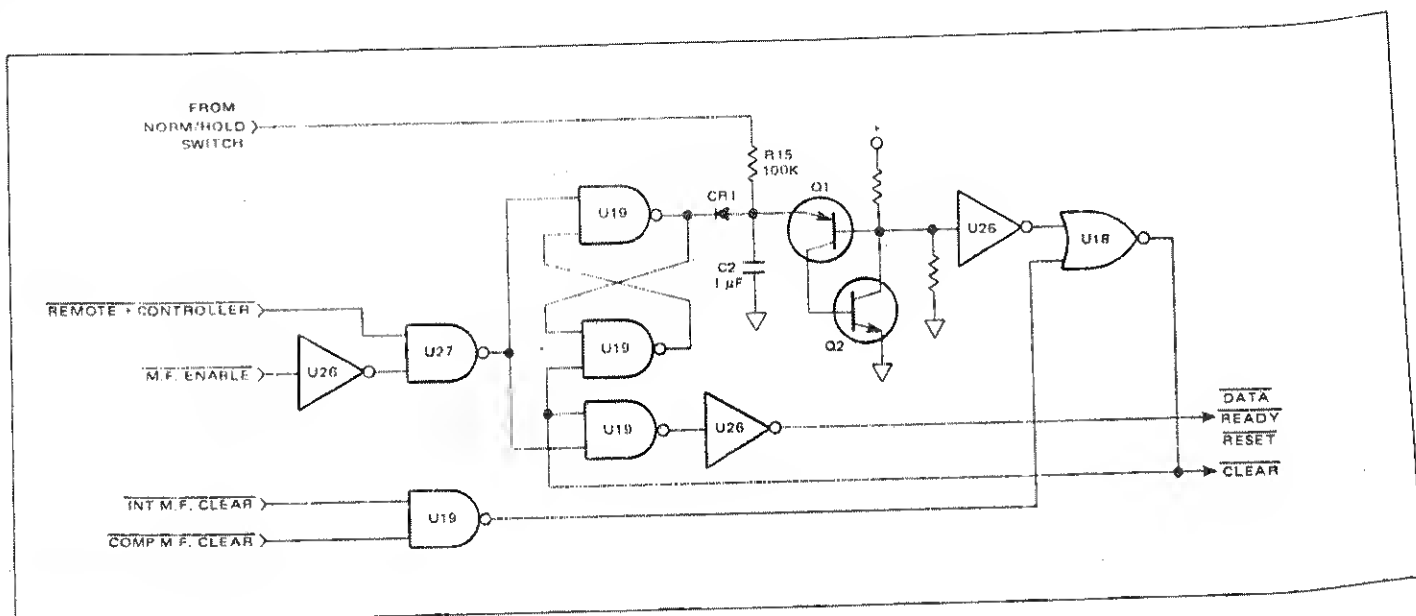 FROM
NORM/HOLD
SWITCH
R15
100K
Q1
+
CR1
U19
U26
U18
C2
1 µF
REMOTE + CONTROLLER
U27
U19
Q2
M.F. ENABLE
U26
DATA
U19
U26
READY
RESET
INT M.F. CLEAR
CLEAR
U19
COMP M.F. CLEAR